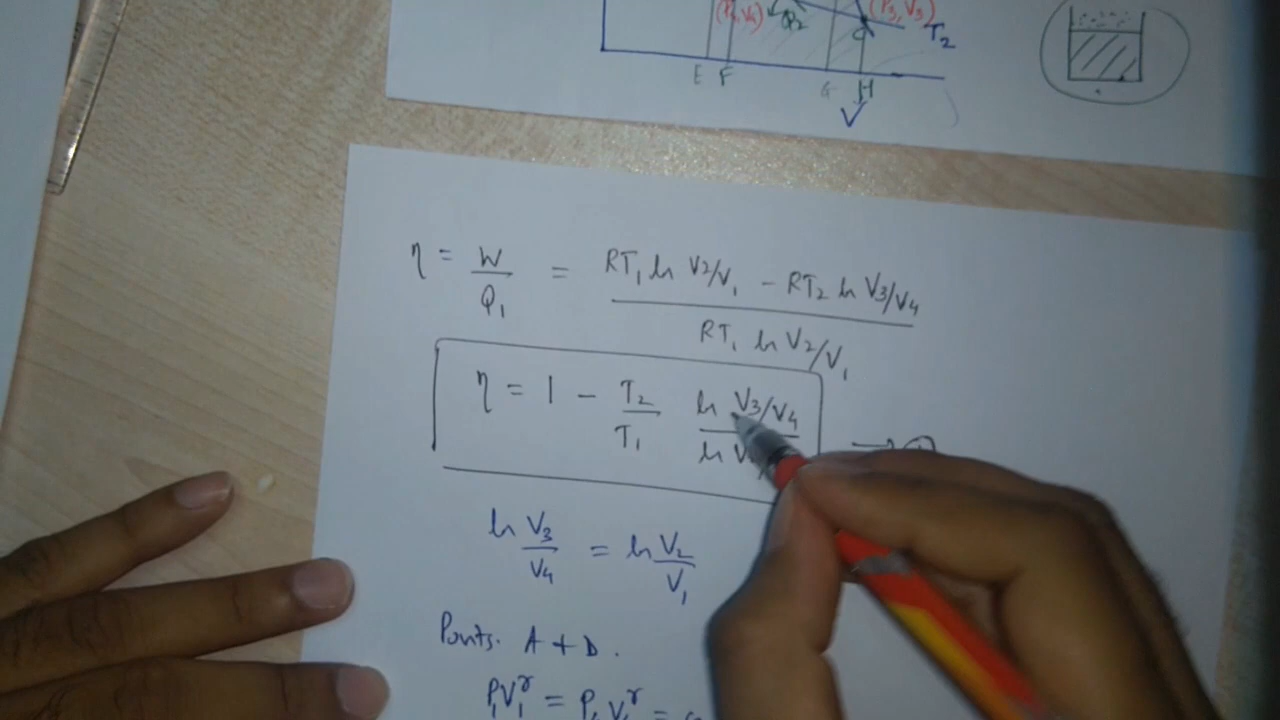 (P4,V4) Q2 C (P3,V3) T2
E F G H
V
η = W/Q1 = (RT1 ln V2/V1 - RT2 ln V3/V4) / (RT1 ln V2/V1)
η = 1 - T2/T1 ln V3/V4 / ln V
ln V3/V4 = ln V2/V1
Points. A + D.
P1V1^γ = P4V4^γ =